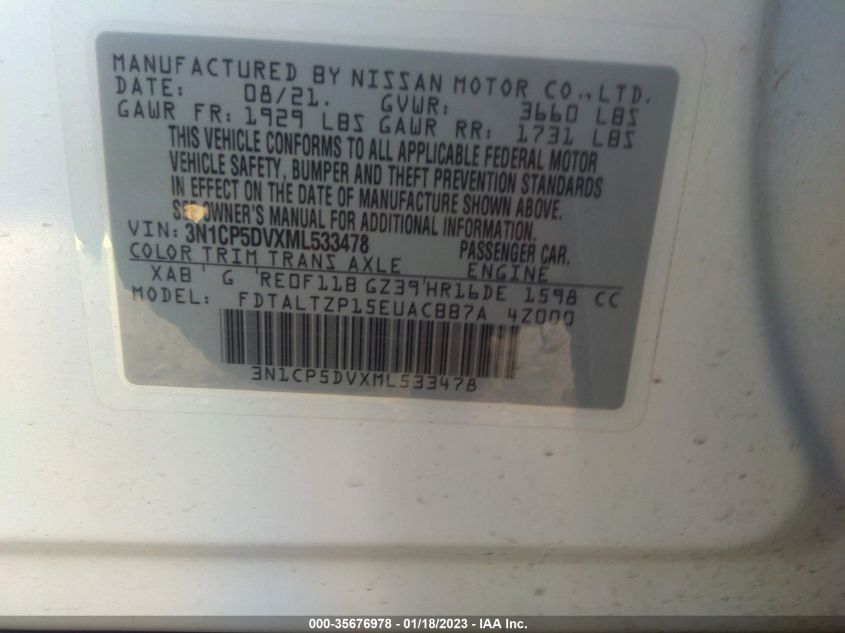 MANUFACTURED BY NISSAN MOTOR CO.,LTD.
DATE: 08/21. GVWR: 3660 LBS
GAWR FR: 1929 LBS GAWR RR: 1731 LBS
THIS VEHICLE CONFORMS TO ALL APPLICABLE FEDERAL MOTOR
VEHICLE SAFETY, BUMPER AND THEFT PREVENTION STANDARDS
IN EFFECT ON THE DATE OF MANUFACTURE SHOWN ABOVE.
SEE OWNER'S MANUAL FOR ADDITIONAL INFORMATION.
VIN: 3N1CP5DVXML533478 PASSENGER CAR.
COLOR TRIM TRANS AXLE ENGINE
XAB ' G 'RE0F11B GZ39'HR16DE 1598 CC
MODEL: FDTALTZP15EUACBB7A 4Z000
3N1CP5DVXML533478
000-35676978 - 01/18/2023 - IAA Inc.